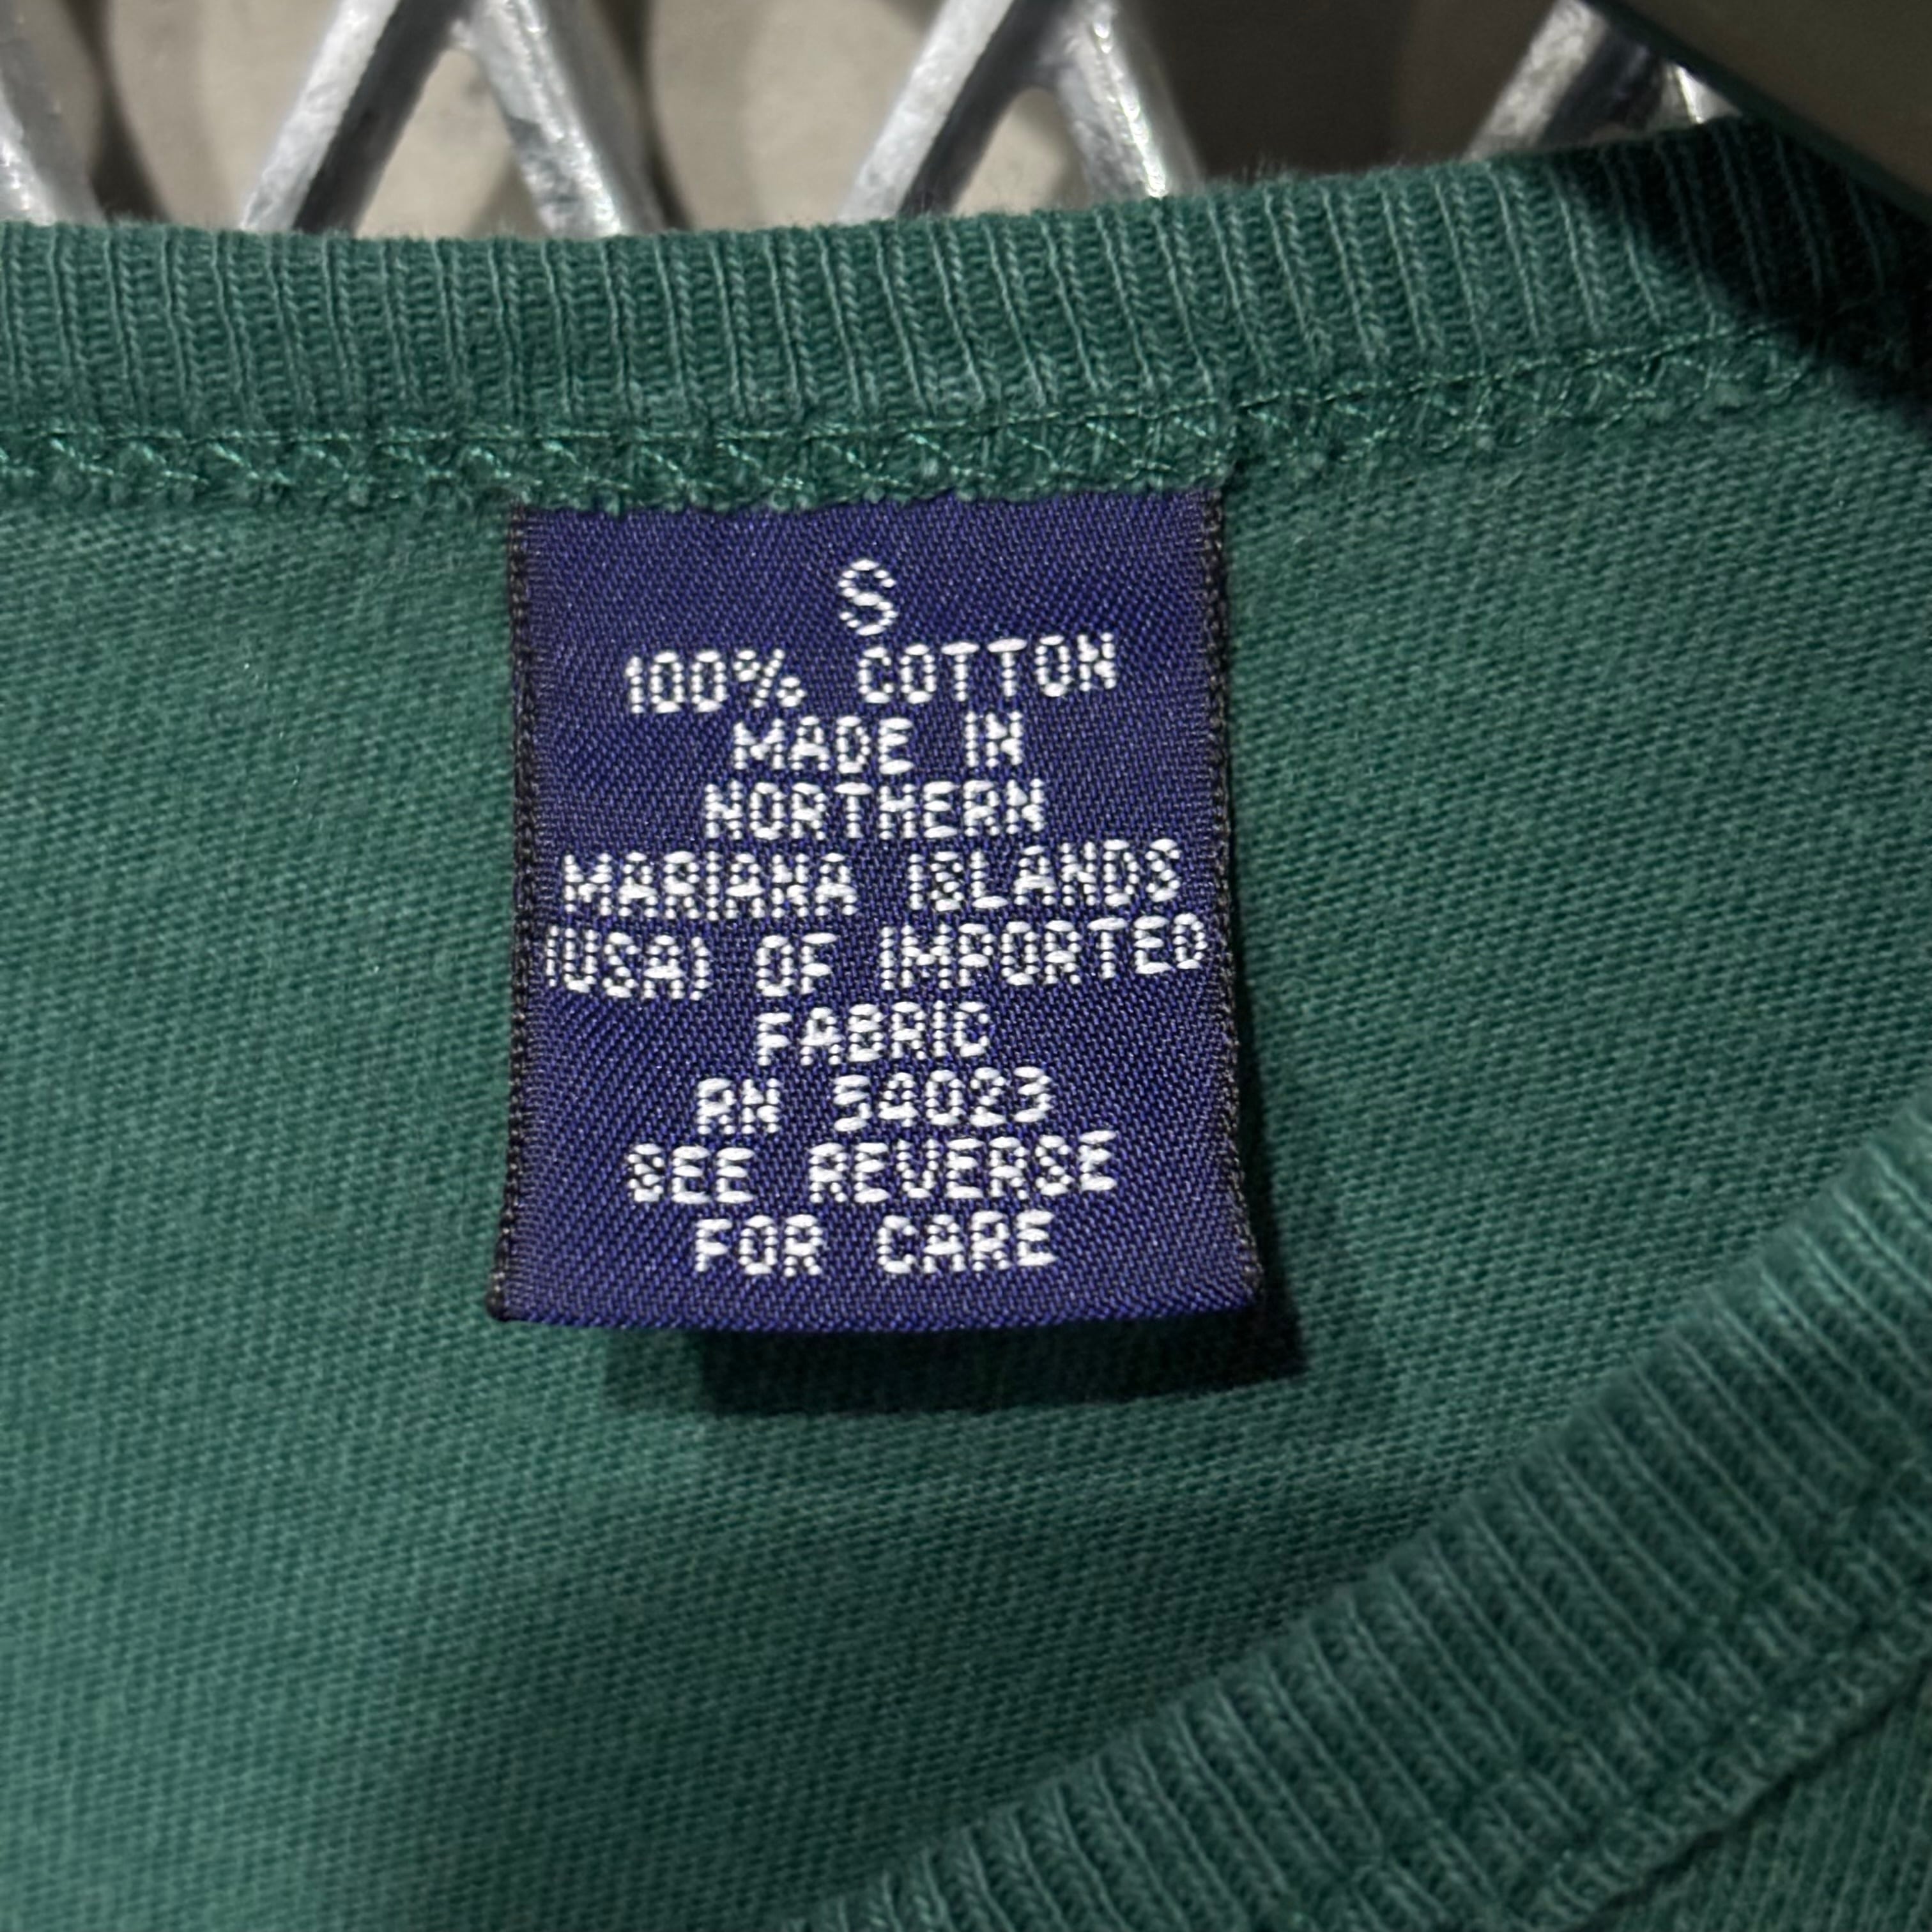 S
100% COTTON
MADE IN
NORTHERN
MARIANA ISLANDS
(USA) OF IMPORTED
FABRIC
RN 54023
SEE REVERSE
FOR CARE